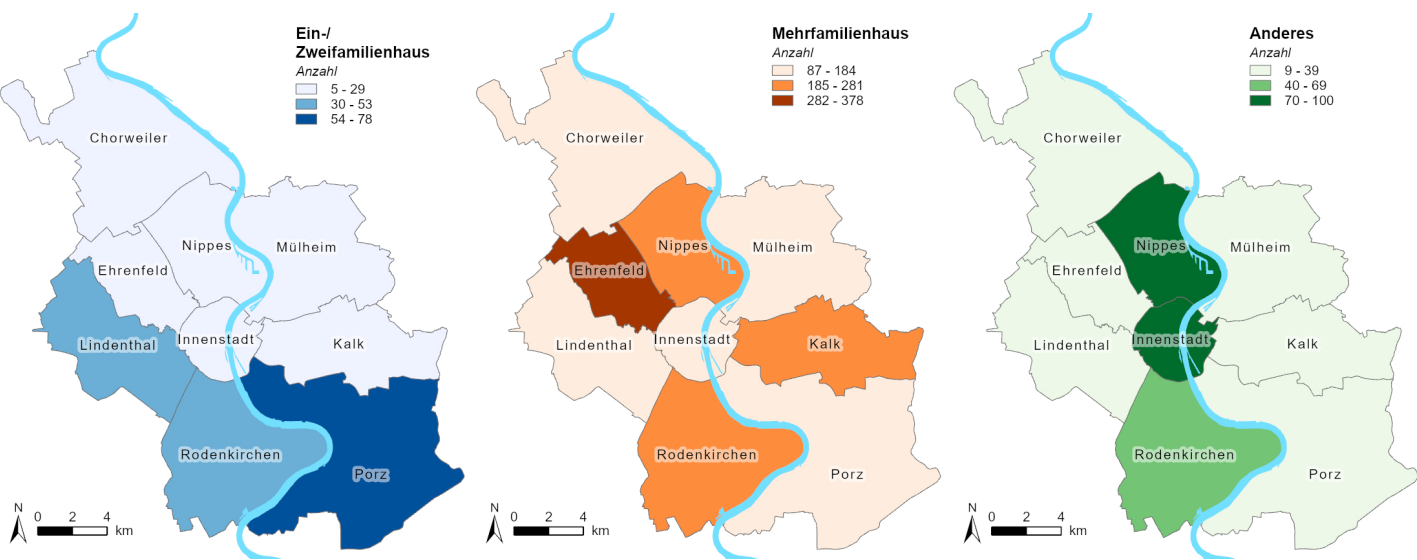 Ein-/
Zweifamilienhaus
Anzahl
5 - 29
30 - 53
54 - 78
Chorweiler
Nippes
Mülheim
Ehrenfeld
Lindenthal
Innenstadt
Kalk
Rodenkirchen
Porz
N
0 2 4
km
Mehrfamilienhaus
Anzahl
87 - 184
185 - 281
282 - 378
Chorweiler
Nippes
Mülheim
Ehrenfeld
Lindenthal
Innenstadt
Kalk
Rodenkirchen
Porz
N
0 2 4
km
Anderes
Anzahl
9 - 39
40 - 69
70 - 100
Chorweiler
Nippes
Mülheim
Ehrenfeld
Lindenthal
Innenstadt
Kalk
Rodenkirchen
Porz
N
0 2 4
km